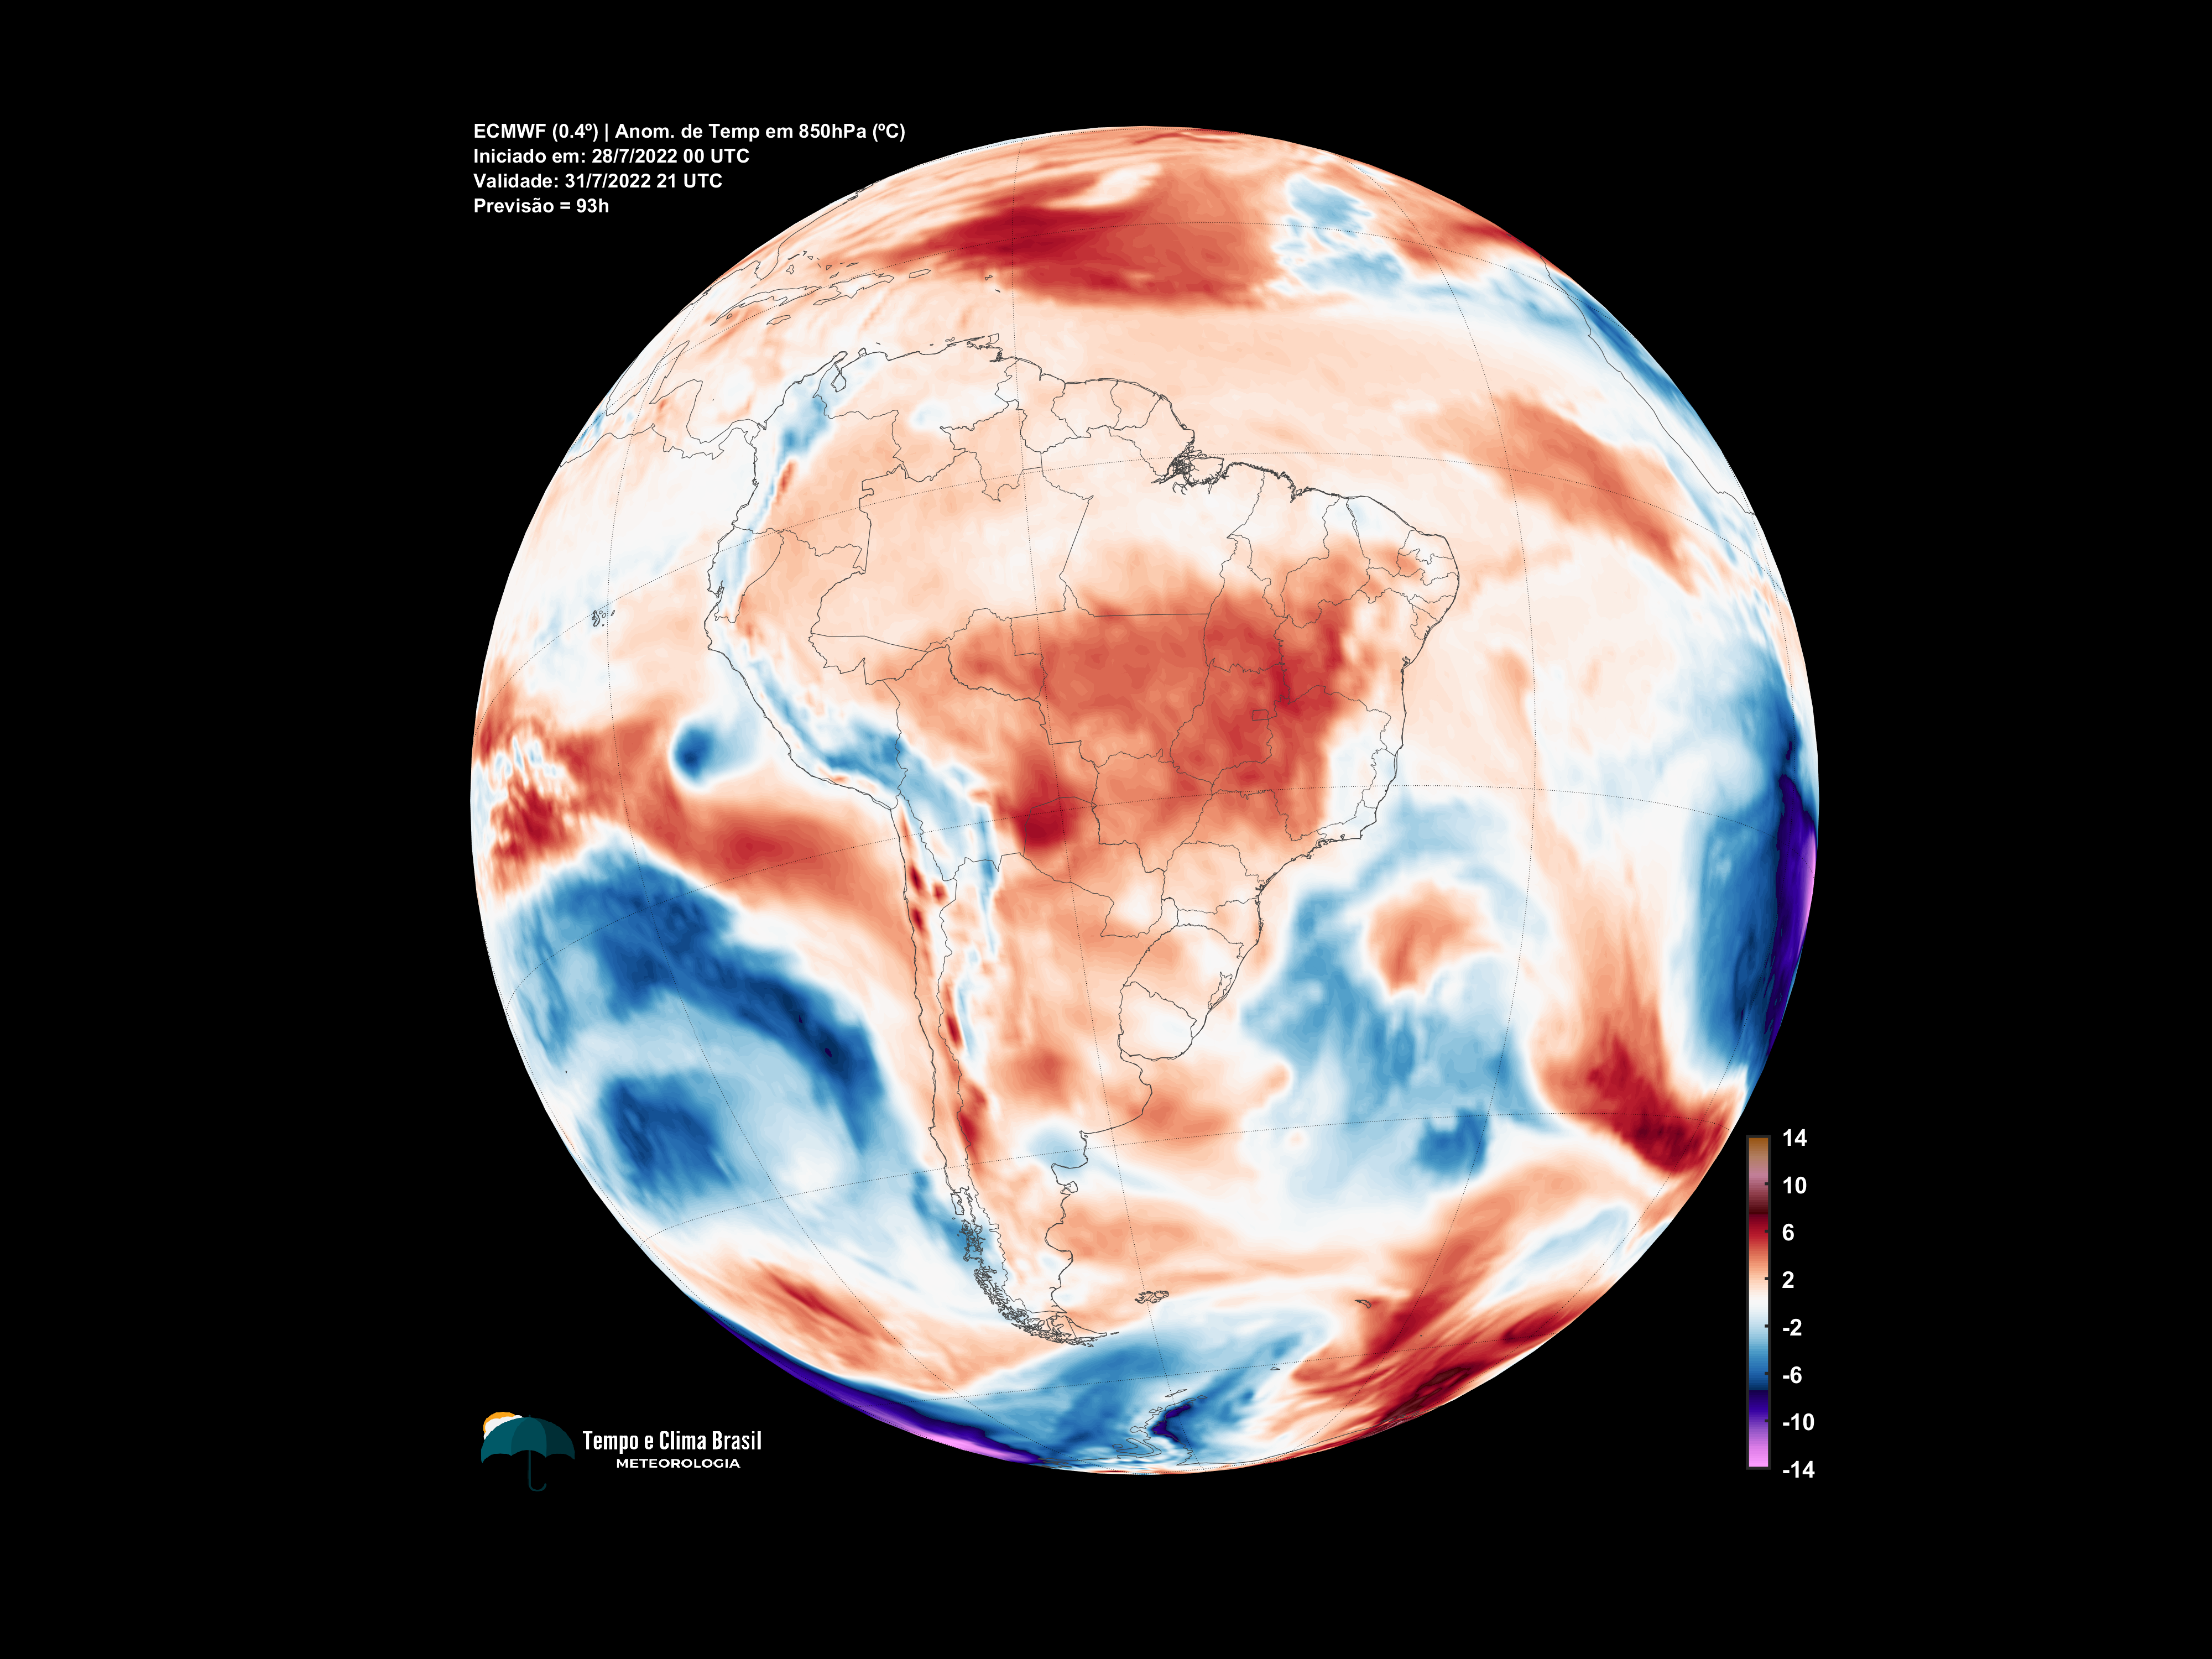 ECMWF (0.4º) | Anom. de Temp em 850hPa (ºC)
Iniciado em: 28/7/2022 00 UTC
Validade: 31/7/2022 21 UTC
Previsão = 93h
14
10
6
2
-2
-6
-10
-14
Tempo e Clima Brasil
METEOROLOGIA